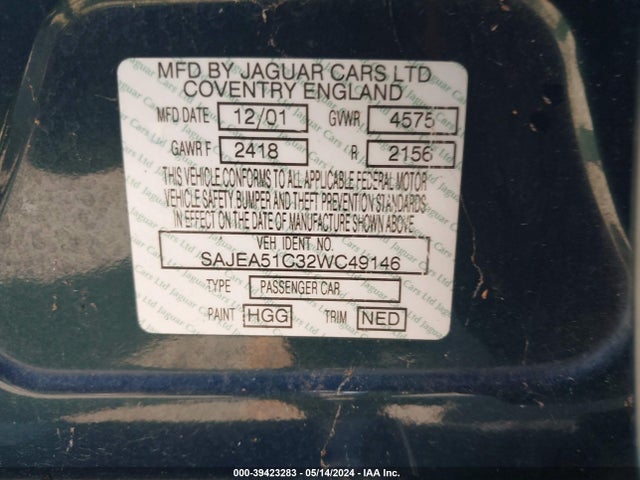 MFD BY JAGUAR CARS LTD
COVENTRY ENGLAND
MFD DATE 12/01 GVWR 4575
GAWR F 2418 R 2156
THIS VEHICLE CONFORMS TO ALL APPLICABLE FEDERAL MOTOR
VEHICLE SAFETY BUMPER AND THEFT PREVENTION STANDARDS
IN EFFECT ON THE DATE OF MANUFACTURE SHOWN ABOVE
VEH IDENT NO.
SAJEA51C32WC49146
TYPE PASSENGER CAR
PAINT HGG TRIM NED
000-39423283 - 05/14/2024 - IAA Inc.